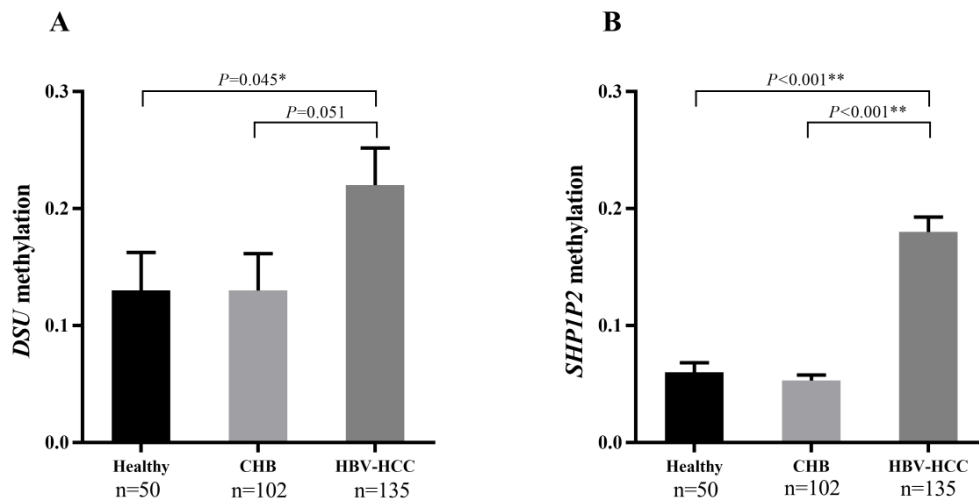 A
P=0.045*
P=0.051
0.3
0.2
0.1
0.0
DSU methylation
Healthy CHB HBV-HCC
n=50 n=102 n=135
B
P<0.001**
P<0.001**
0.3
0.2
0.1
0.0
SHP1P2 methylation
Healthy CHB HBV-HCC
n=50 n=102 n=135